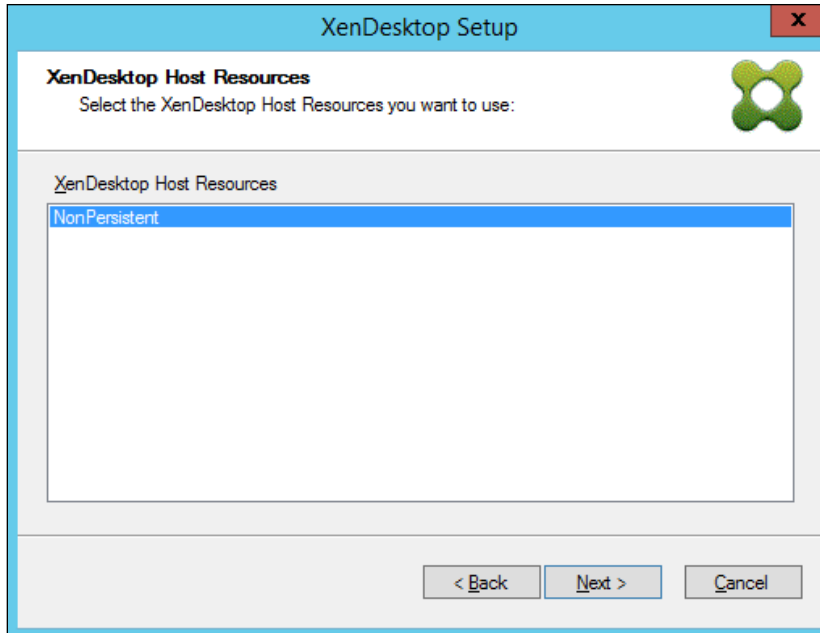 XenDesktop Setup
x
XenDesktop Host Resources
Select the XenDesktop Host Resources you want to use:
XenDesktop Host Resources
NonPersistent
< Back Next > Cancel